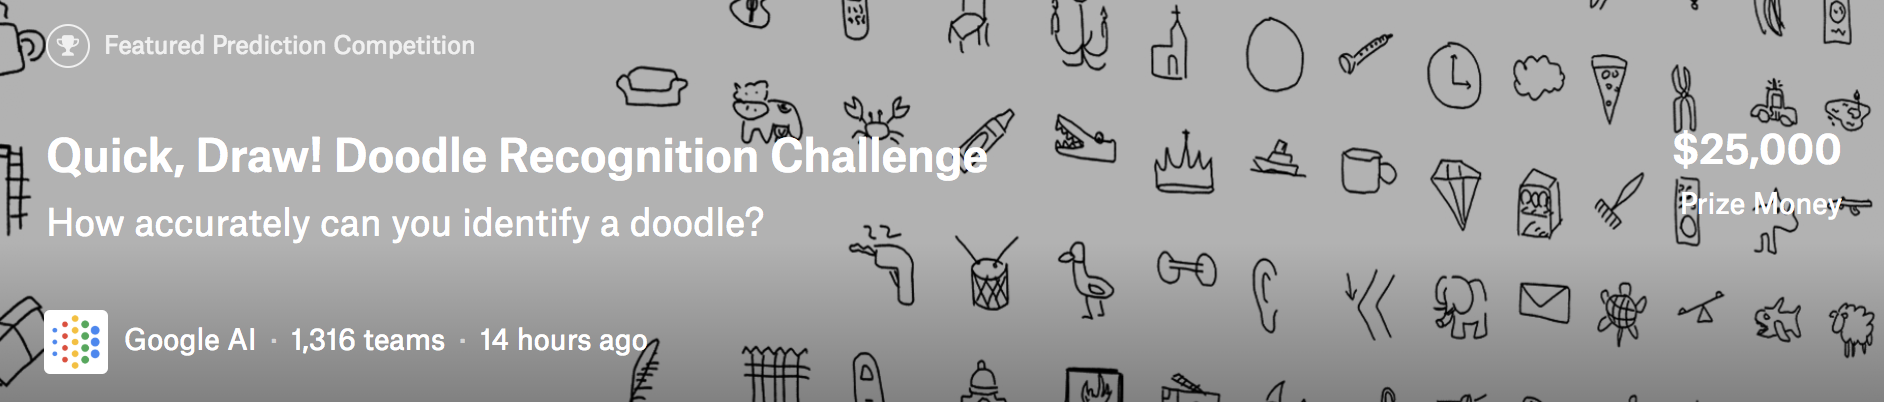 Featured Prediction Competition
Quick, Draw! Doodle Recognition Challenge
How accurately can you identify a doodle?
$25,000
Prize Money
Google AI · 1,316 teams · 14 hours ago